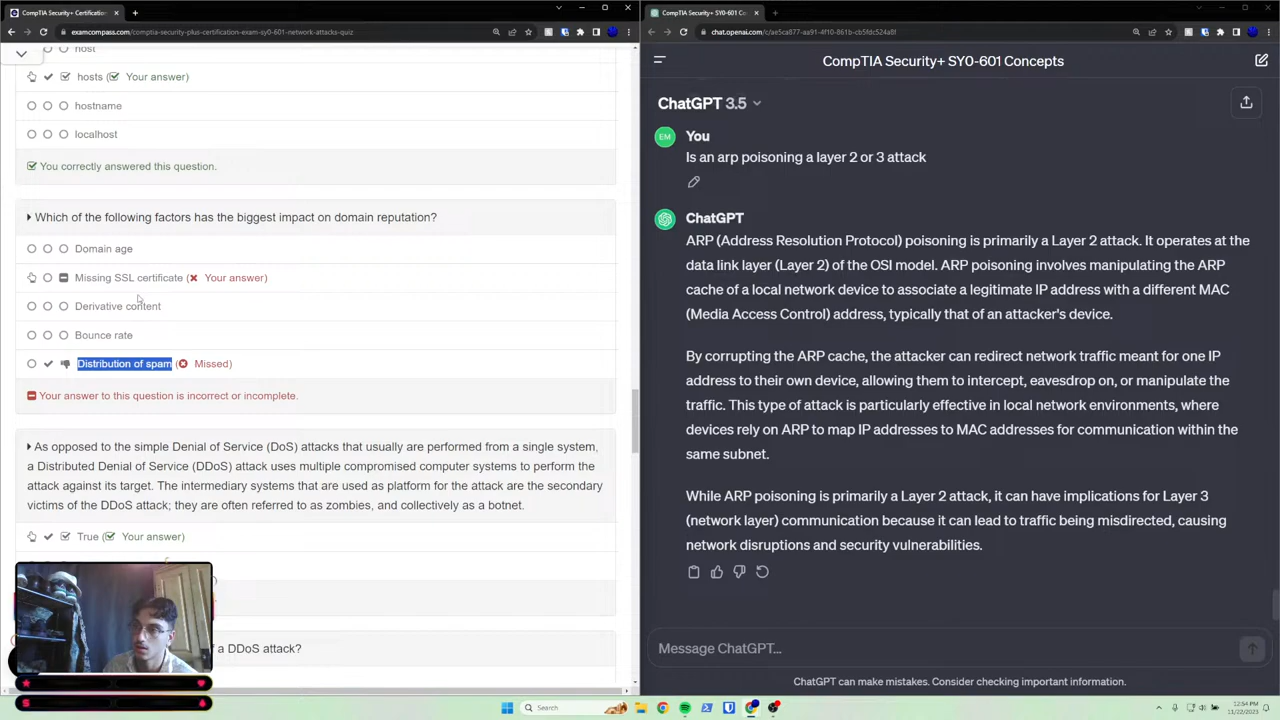 CompTIA Security+ Certification
examcompass.com/comptia-security-plus-certification-exam-sy0-601-network-attacks-quiz
host
hosts (Your answer)
hostname
localhost
You correctly answered this question.
Which of the following factors has the biggest impact on domain reputation?
Domain age
Missing SSL certificate (Your answer)
Derivative content
Bounce rate
Distribution of spam (Missed)
Your answer to this question is incorrect or incomplete.
As opposed to the simple Denial of Service (DoS) attacks that usually are performed from a single system,
a Distributed Denial of Service (DDoS) attack uses multiple compromised computer systems to perform the
attack against its target. The intermediary systems that are used as platform for the attack are the secondary
victims of the DDoS attack; they are often referred to as zombies, and collectively as a botnet.
True (Your answer)
f a DDoS attack?
CompTIA Security+ SY0-601 Con
chat.openai.com/c/ae5ca877-aa91-4f10-861b-cb5fdc524a81
CompTIA Security+ SY0-601 Concepts
ChatGPT 3.5
EM
You
Is an arp poisoning a layer 2 or 3 attack
ChatGPT
ARP (Address Resolution Protocol) poisoning is primarily a Layer 2 attack. It operates at the
data link layer (Layer 2) of the OSI model. ARP poisoning involves manipulating the ARP
cache of a local network device to associate a legitimate IP address with a different MAC
(Media Access Control) address, typically that of an attacker's device.
By corrupting the ARP cache, the attacker can redirect network traffic meant for one IP
address to their own device, allowing them to intercept, eavesdrop on, or manipulate the
traffic. This type of attack is particularly effective in local network environments, where
devices rely on ARP to map IP addresses to MAC addresses for communication within the
same subnet.
While ARP poisoning is primarily a Layer 2 attack, it can have implications for Layer 3
(network layer) communication because it can lead to traffic being misdirected, causing
network disruptions and security vulnerabilities.
Message ChatGPT...
ChatGPT can make mistakes. Consider checking important information.
Search
12:54 PM
11/22/2023